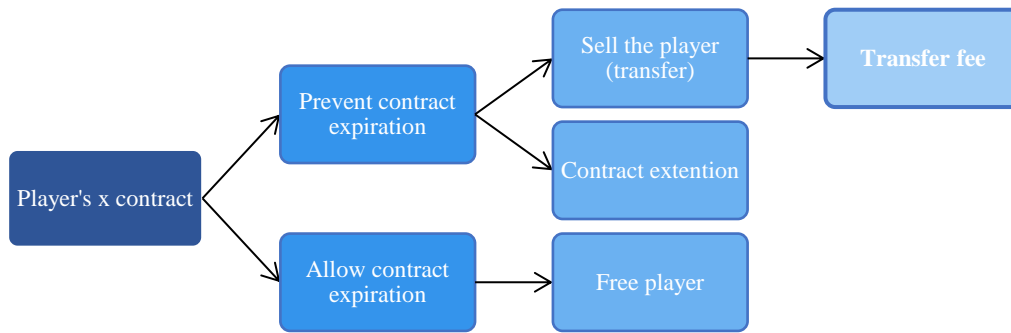 Player's x contract
Prevent contract
expiration
Allow contract
expiration
Sell the player
(transfer)
Contract extention
Free player
Transfer fee